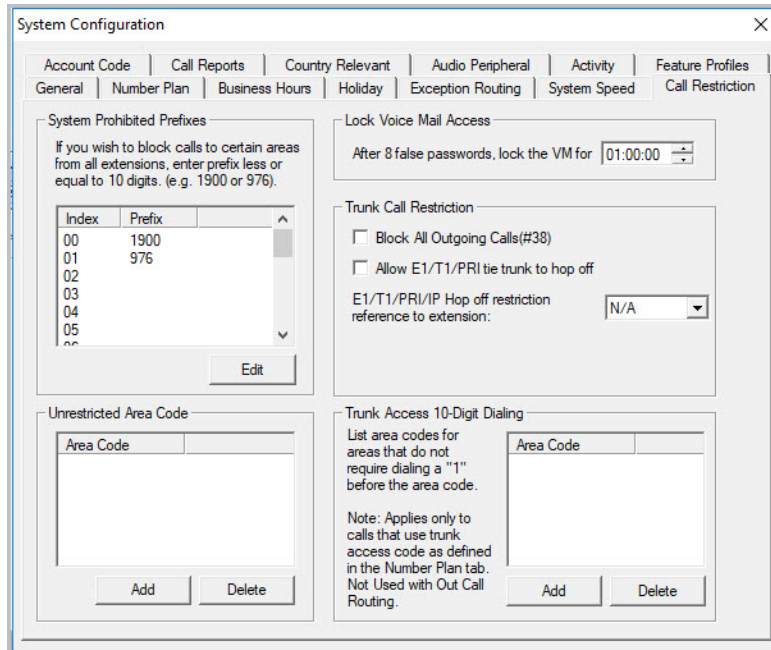 System Configuration
Account Code
Call Reports
Country Relevant
Audio Peripheral
Activity
Feature Profiles
General
Number Plan
Business Hours
Holiday
Exception Routing
System Speed
Call Restriction
System Prohibited Prefixes
If you wish to block calls to certain areas
from all extensions, enter prefix less or
equal to 10 digits. (e.g. 1900 or 976).
Index Prefix
00 1900
01 976
02
03
04
05
06
Edit
Lock Voice Mail Access
After 8 false passwords, lock the VM for 01:00:00
Trunk Call Restriction
Block All Outgoing Calls(#38)
Allow E1/T1/PRI tie trunk to hop off
E1/T1/PRI/IP Hop off restriction
reference to extension:
N/A
Unrestricted Area Code
Area Code
Add
Delete
Trunk Access 10-Digit Dialing
List area codes for
areas that do not
require dialing a "1"
before the area code.
Note: Applies only to
calls that use trunk
access code as defined
in the Number Plan tab.
Not Used with Out Call
Routing.
Area Code
Add
Delete